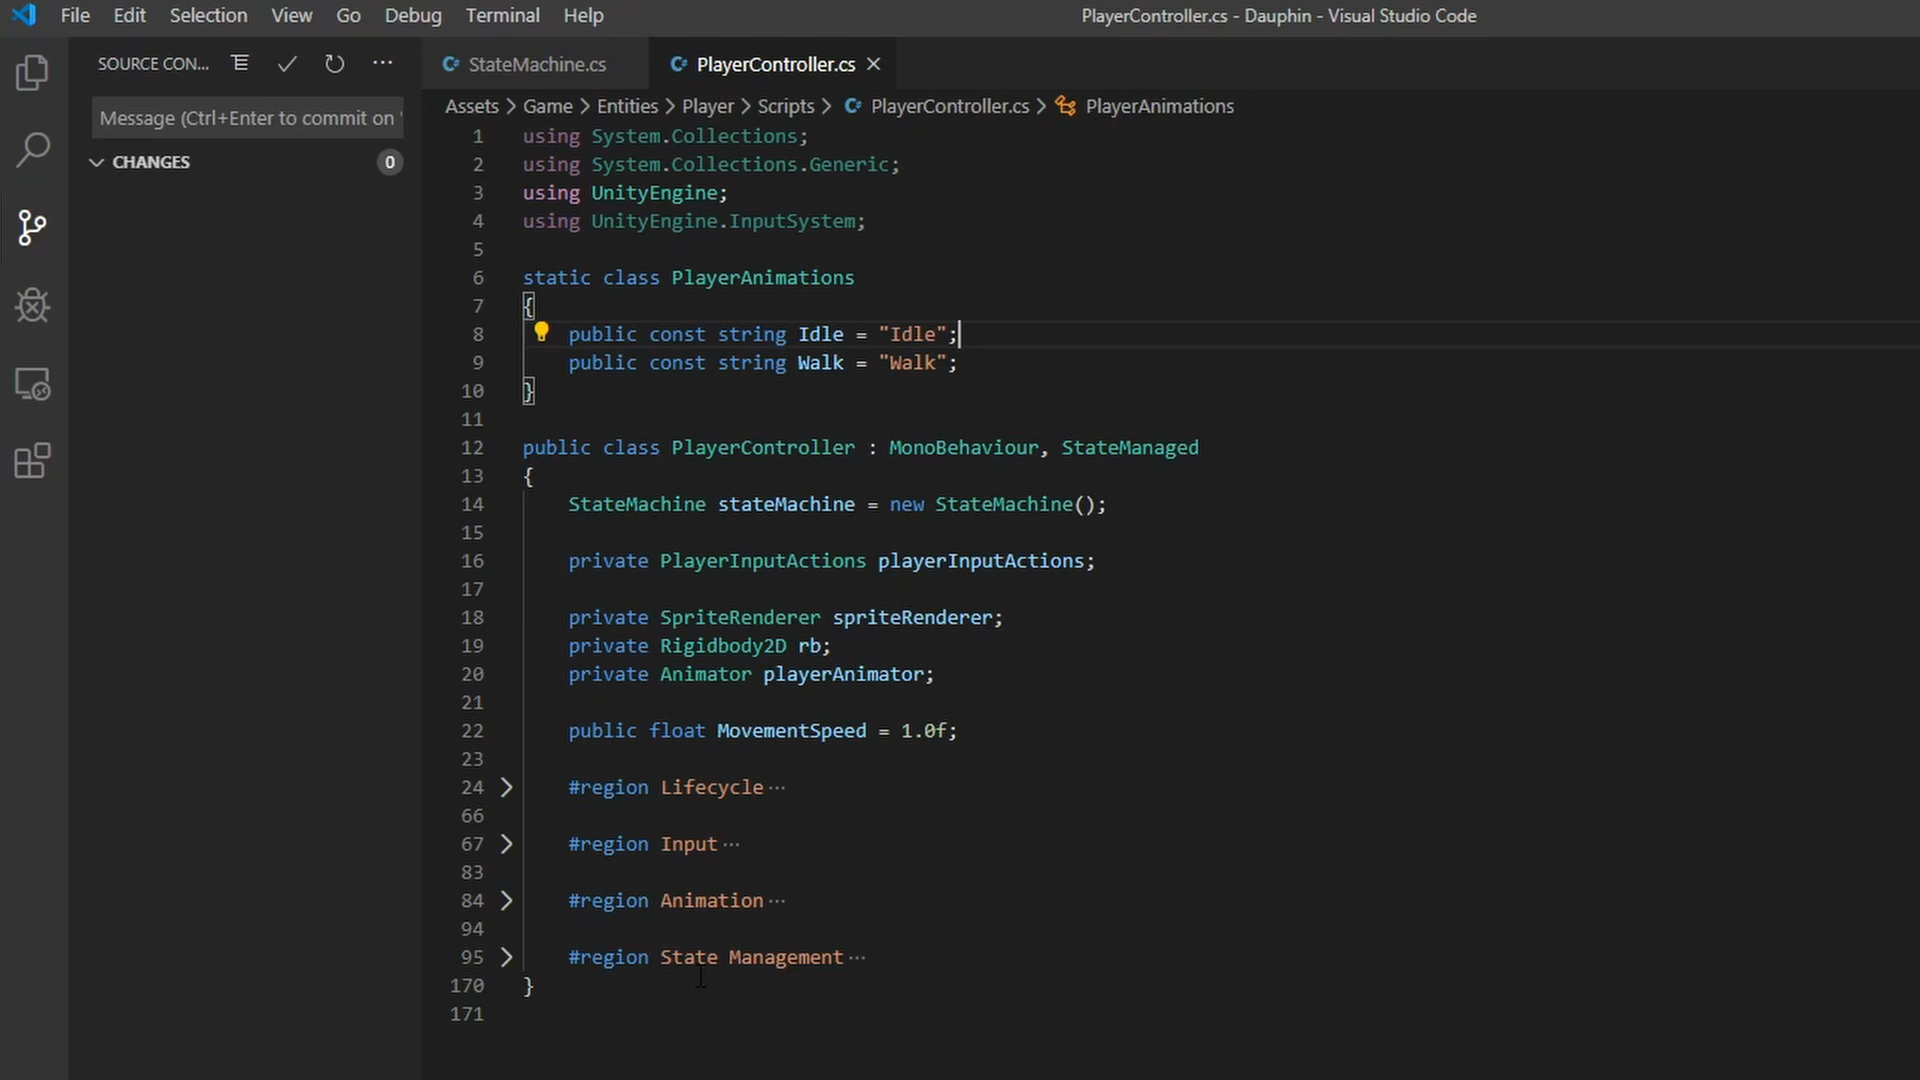 File Edit Selection View Go Debug Terminal Help PlayerController.cs - Dauphin - Visual Studio Code
SOURCE CON... ...
StateMachine.cs PlayerController.cs
Message (Ctrl+Enter to commit on '
CHANGES 0
Assets > Game > Entities > Player > Scripts > PlayerController.cs > PlayerAnimations
1 using System.Collections;
2 using System.Collections.Generic;
3 using UnityEngine;
4 using UnityEngine.InputSystem;
5
6 static class PlayerAnimations
7 {
8 public const string Idle = "Idle";
9 public const string Walk = "Walk";
10 }
11
12 public class PlayerController : MonoBehaviour, StateManaged
13 {
14 StateMachine stateMachine = new StateMachine();
15
16 private PlayerInputActions playerInputActions;
17
18 private SpriteRenderer spriteRenderer;
19 private Rigidbody2D rb;
20 private Animator playerAnimator;
21
22 public float MovementSpeed = 1.0f;
23
24 #region Lifecycle...
66
67 #region Input...
83
84 #region Animation...
94
95 #region State Management...
170 }
171